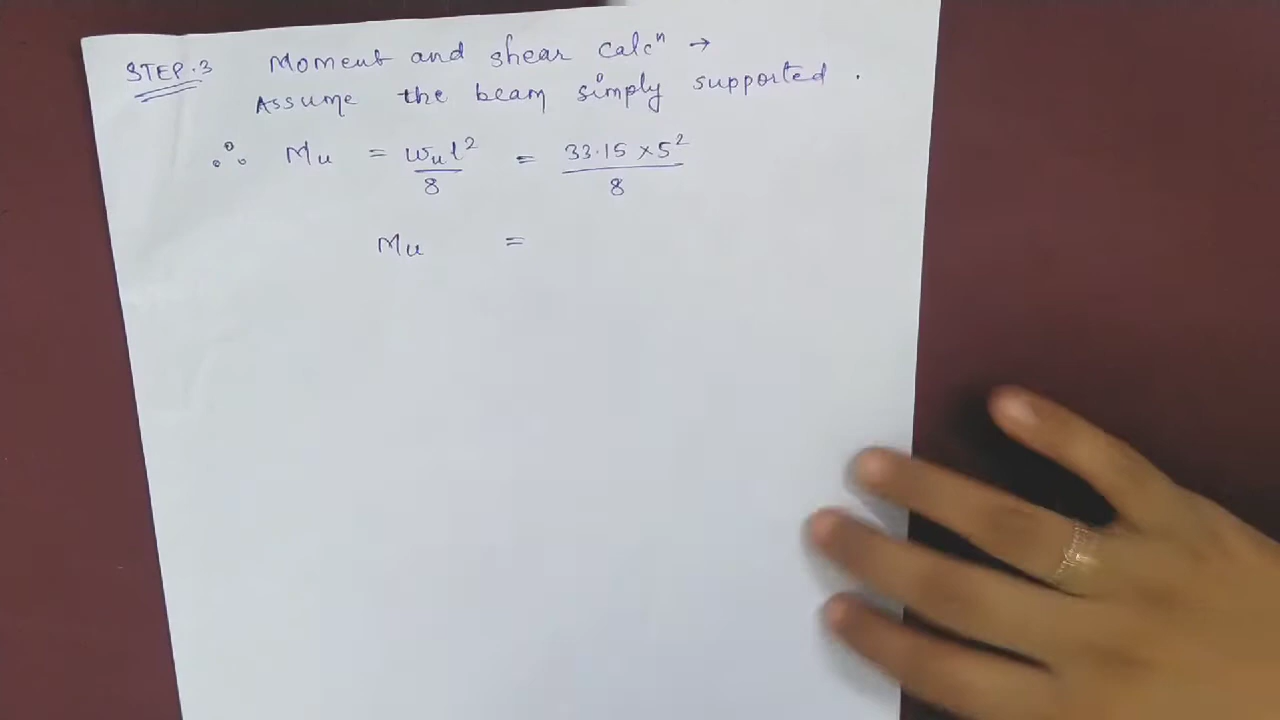 STEP.3 Moment and shear calcⁿ →
Assume the beam simply supported .
∴ Mu = wul²/8 = 33.15 x 5²/8
Mu =